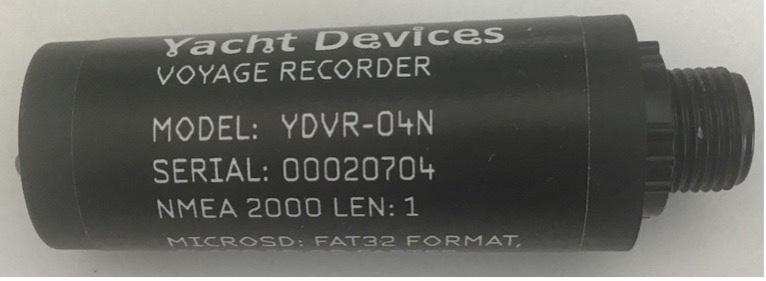 Yacht Devices
VOYAGE RECORDER
MODEL: YDVR-04N
SERIAL: 00020704
NMEA 2000 LEN: 1
MICROSD: FAT32 FORMAT,